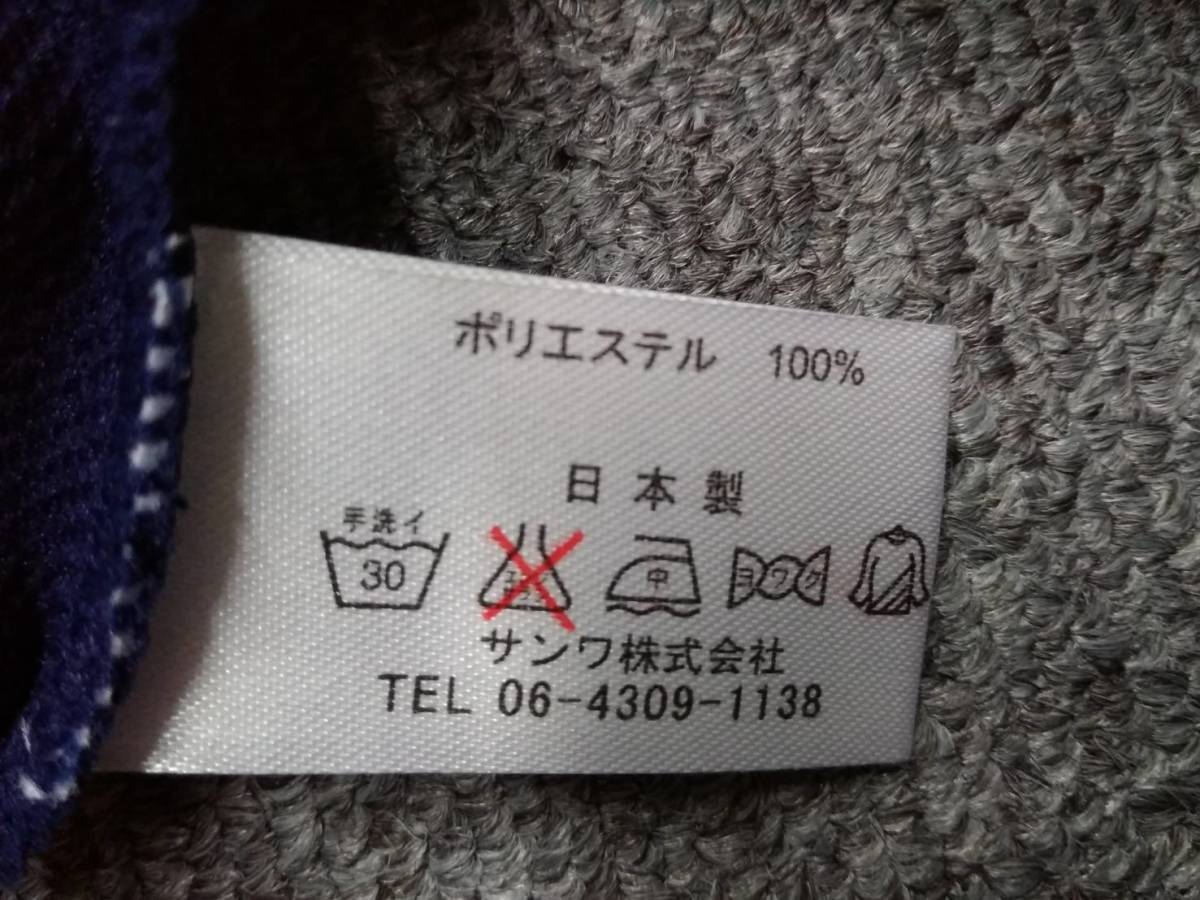 ポリエステル 100%
日本製
手洗イ
30 中 ヨワク
サンワ株式会社
TEL 06-4309-1138